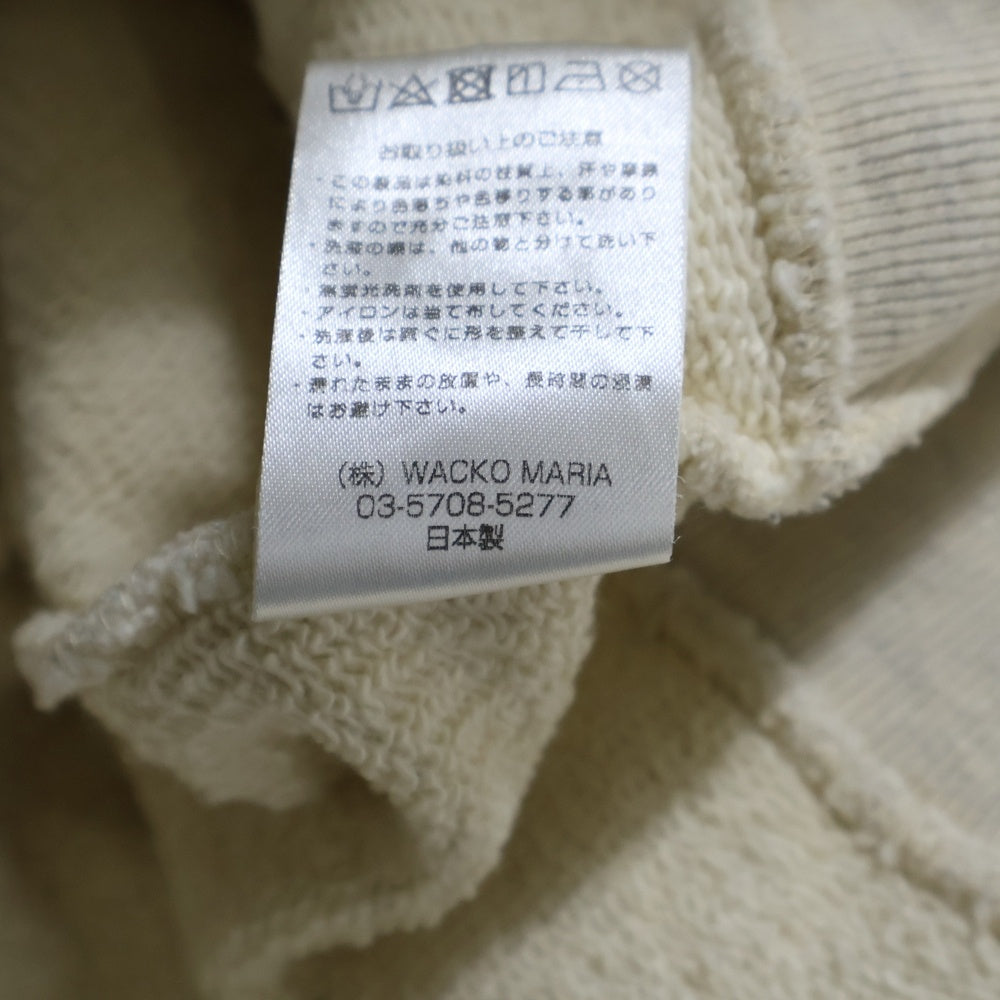 お取り扱い上のご注意
・この製品は染料の性質上、汗や摩擦
により色落りや色移りする事があり
ますので充分ご注意下さい。
・洗濯の際は、他の物と分けて洗い下
さい。
・無蛍光洗剤を使用して下さい。
・アイロンは当て布してください。
・洗濯後は直ぐに形を整えて干して下
さい。
・濡れたままの放置や、長時間の浸漬
はお避け下さい。
(株) WACKO MARIA
03-5708-5277
日本製